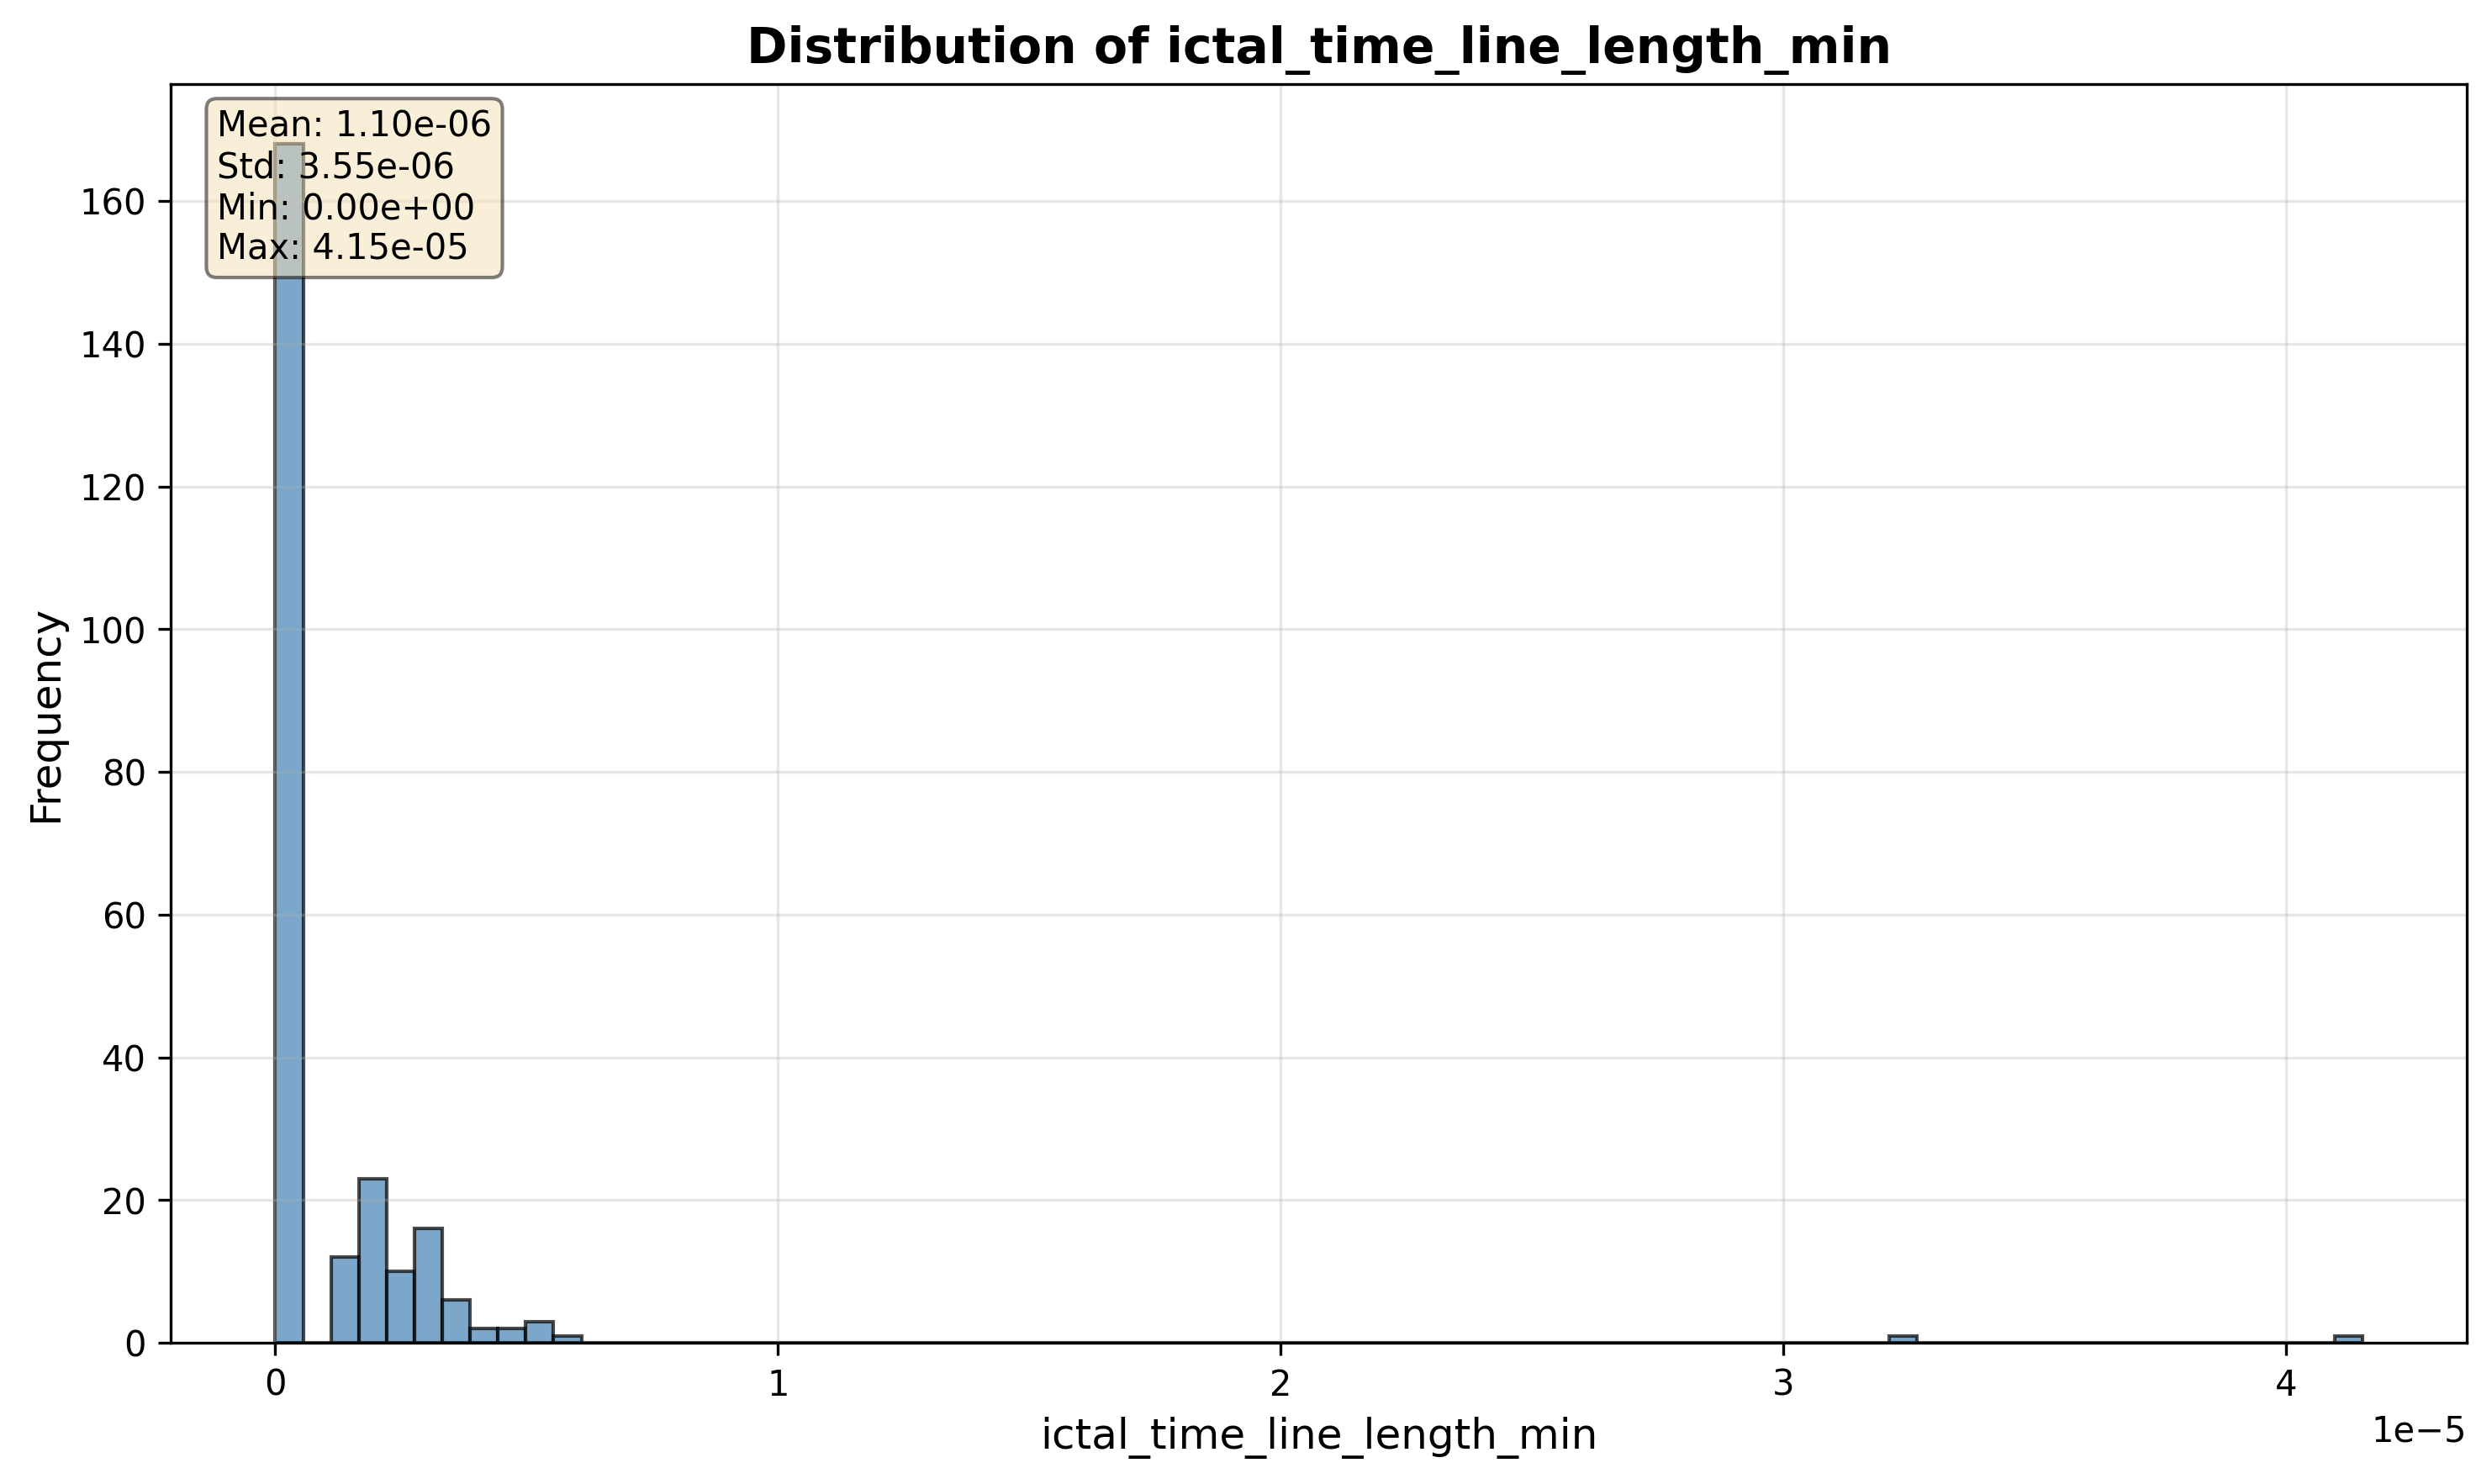 Distribution of ictal_time_line_length_min
Mean: 1.10e-06
Std: 3.55e-06
Min: 0.00e+00
Max: 4.15e-05
160
140
120
100
80
60
40
20
0
Frequency
0 1 2 3 4
1e−5
ictal_time_line_length_min